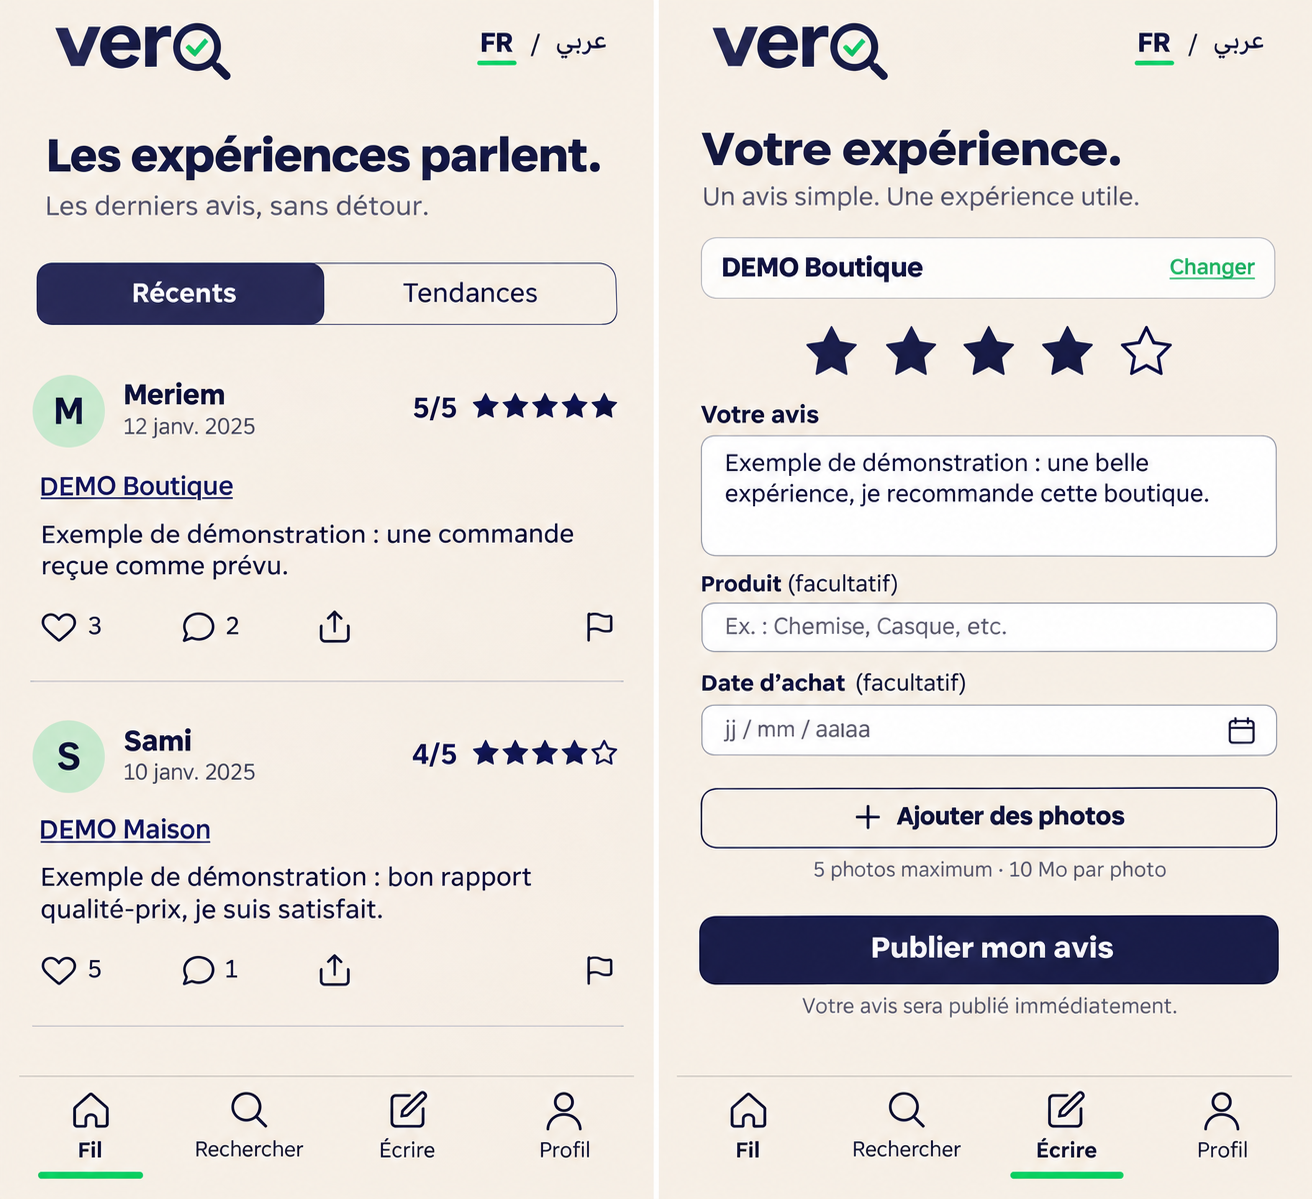 vero
FR / عربي
Les expériences parlent.
Les derniers avis, sans détour.
Récents
Tendances
M
Meriem
12 janv. 2025
5/5
DEMO Boutique
Exemple de démonstration : une commande
reçue comme prévu.
3
2
S
Sami
10 janv. 2025
4/5
DEMO Maison
Exemple de démonstration : bon rapport
qualité-prix, je suis satisfait.
5
1
Fil
Rechercher
Écrire
Profil
vero
FR / عربي
Votre expérience.
Un avis simple. Une expérience utile.
DEMO Boutique
Changer
Votre avis
Exemple de démonstration : une belle
expérience, je recommande cette boutique.
Produit (facultatif)
Ex. : Chemise, Casque, etc.
Date d’achat (facultatif)
jj / mm / aaıaa
+ Ajouter des photos
5 photos maximum · 10 Mo par photo
Publier mon avis
Votre avis sera publié immédiatement.
Fil
Rechercher
Écrire
Profil